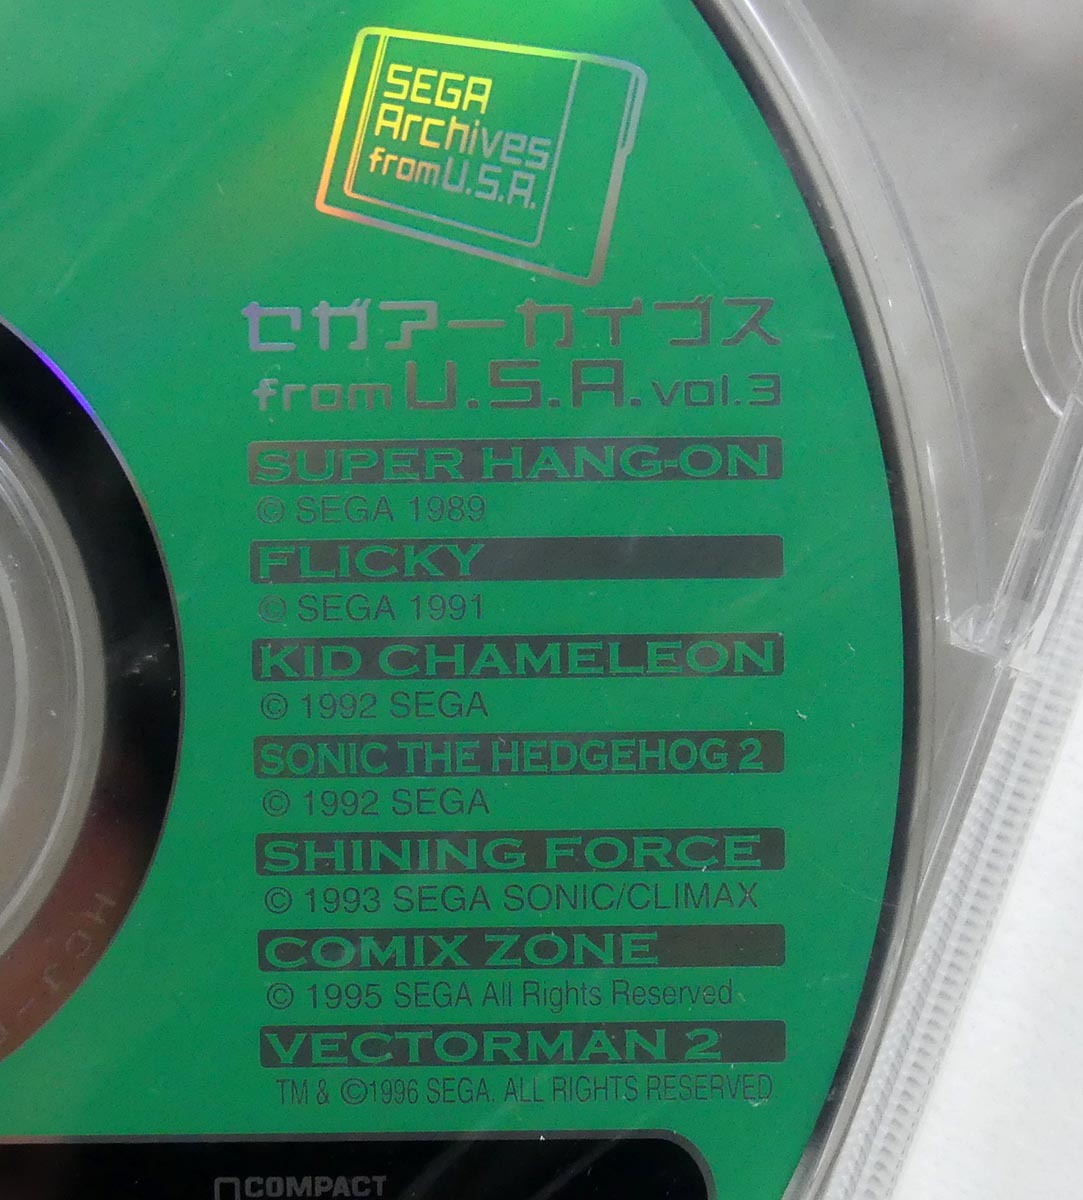 SEGA
Archives
from U.S.A.
セガアーカイブス
from U.S.A. vol.3
SUPER HANG-ON
© SEGA 1989
FLICKY
© SEGA 1991
KID CHAMELEON
© 1992 SEGA
SONIC THE HEDGEHOG 2
© 1992 SEGA
SHINING FORCE
© 1993 SEGA SONIC/CLIMAX
COMIX ZONE
© 1995 SEGA All Rights Reserved
VECTORMAN 2
TM & ©1996 SEGA. ALL RIGHTS RESERVED
COMPACT